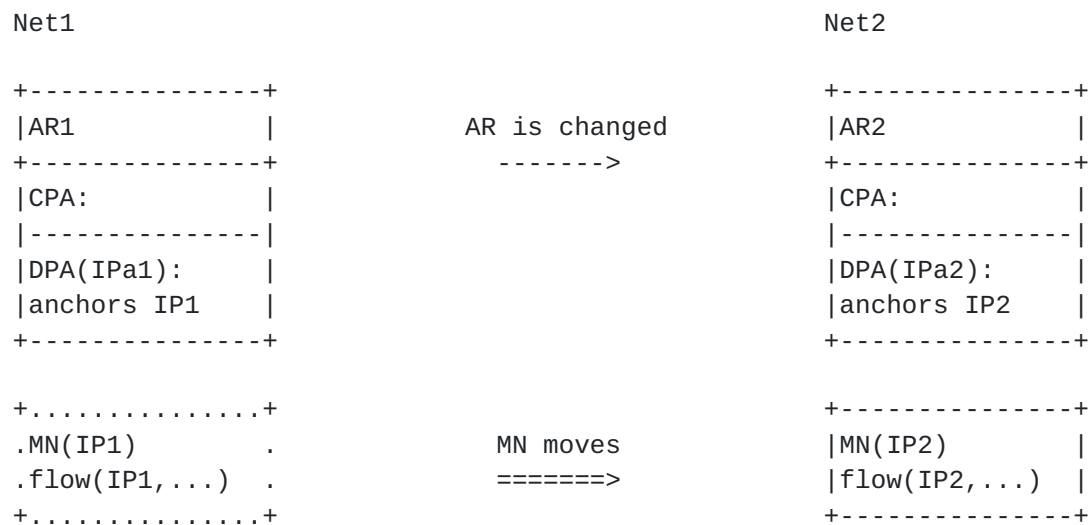 Net1                                                Net2

+---------------+                                   +---------------+
|AR1            |            AR is changed          |AR2            |
+---------------+              ------->             +---------------+
|CPA:           |                                   |CPA:           |
|---------------|                                   |---------------|
|DPA(IPa1):     |                                   |DPA(IPa2):     |
|anchors IP1    |                                   |anchors IP2    |
+---------------+                                   +---------------+

+...............+                                   +---------------+
.MN(IP1)        .              MN moves             |MN(IP2)        |
.flow(IP1,...)  .              =======>             |flow(IP2,...)  |
+...............+                                   +---------------+